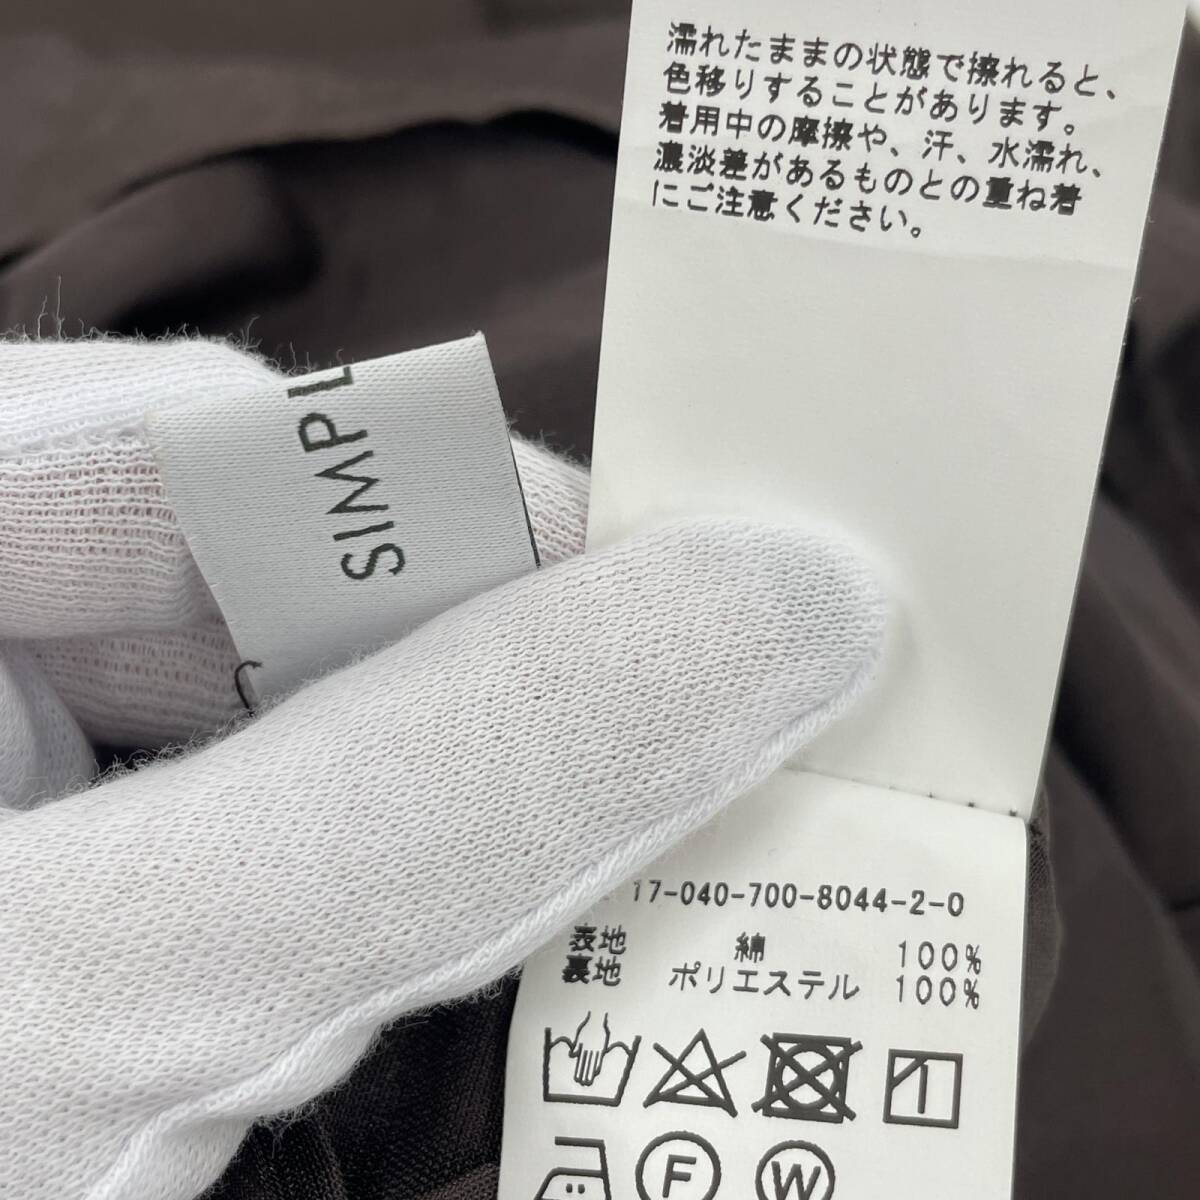 濡れたままの状態で擦れると、
色移りすることがあります。
着用中の摩擦や、汗、水濡れ、
濃淡差があるものとの重ね着
にご注意ください。
SIMPL
17-040-700-8044-2-0
表地 綿 100%
裏地 ポリエステル 100%
F
W